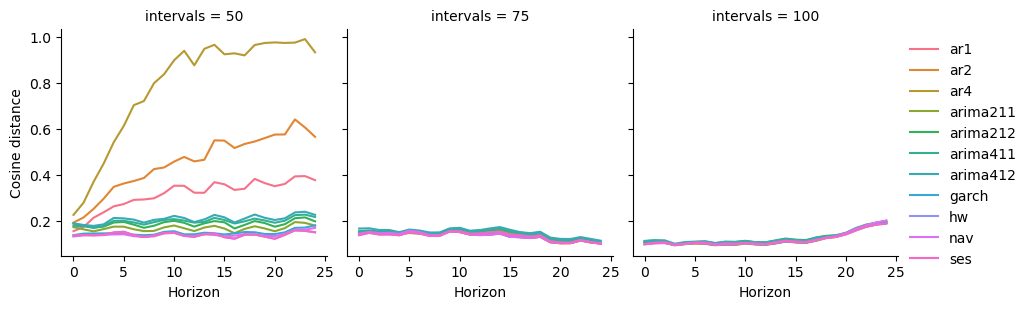 intervals = 50
intervals = 75
intervals = 100
Cosine distance
1.0
0.8
0.6
0.4
0.2
0 5 10 15 20 25
0 5 10 15 20 25
0 5 10 15 20 25
Horizon
Horizon
Horizon
ar1
ar2
ar4
arima211
arima212
arima411
arima412
garch
hw
nav
ses